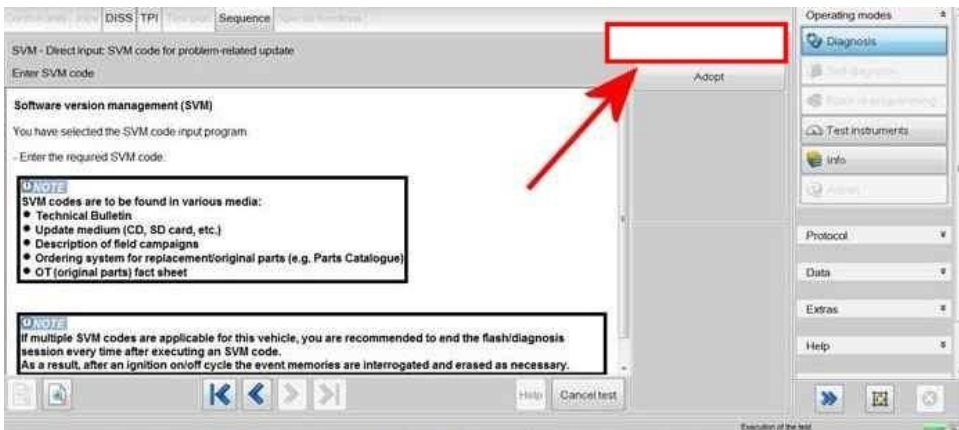 DISS TPI Sequence
Operating modes
SVM - Direct input: SVM code for problem-related update
Diagnosis
Enter SVM code
Adopt
Software version management (SVM)
You have selected the SVM code input program
Test instruments
- Enter the required SVM code.
Info
NOTE
SVM codes are to be found in various media:
● Technical Bulletin
● Update medium (CD, SD card, etc.)
● Description of field campaigns
● Ordering system for replacement/original parts (e.g. Parts Catalogue)
● OT (original parts) fact sheet
Protocol
Data
Extras
NOTE
If multiple SVM codes are applicable for this vehicle, you are recommended to end the flash/diagnosis
session every time after executing an SVM code.
As a result, after an ignition on/off cycle the event memories are interrogated and erased as necessary.
Help
Help
Cancel test
Execution of the test